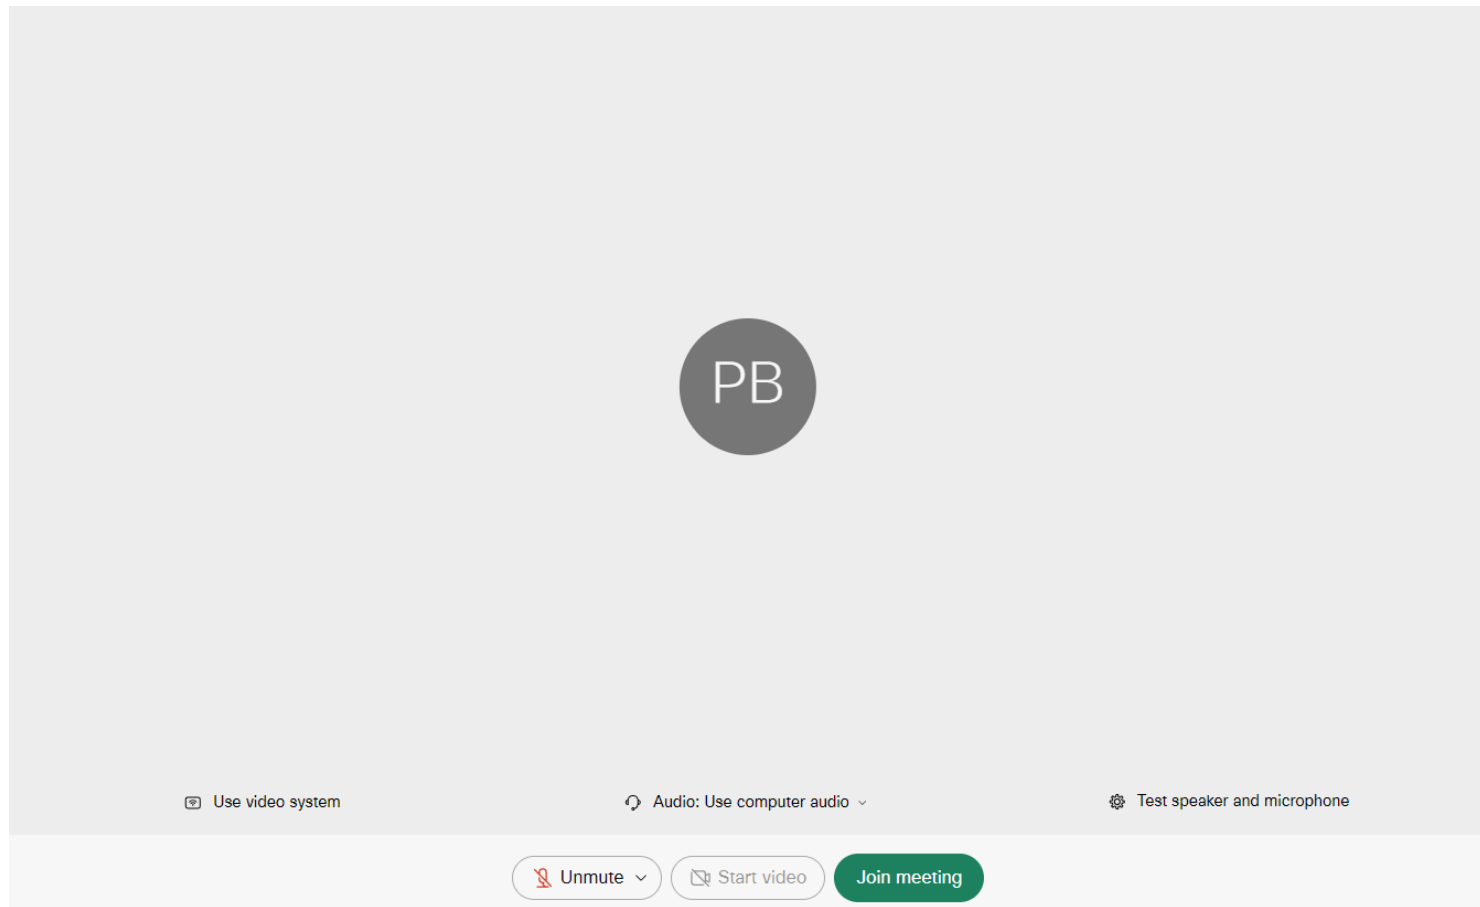 PB
Use video system
Audio: Use computer audio
Test speaker and microphone
Unmute
Start video
Join meeting